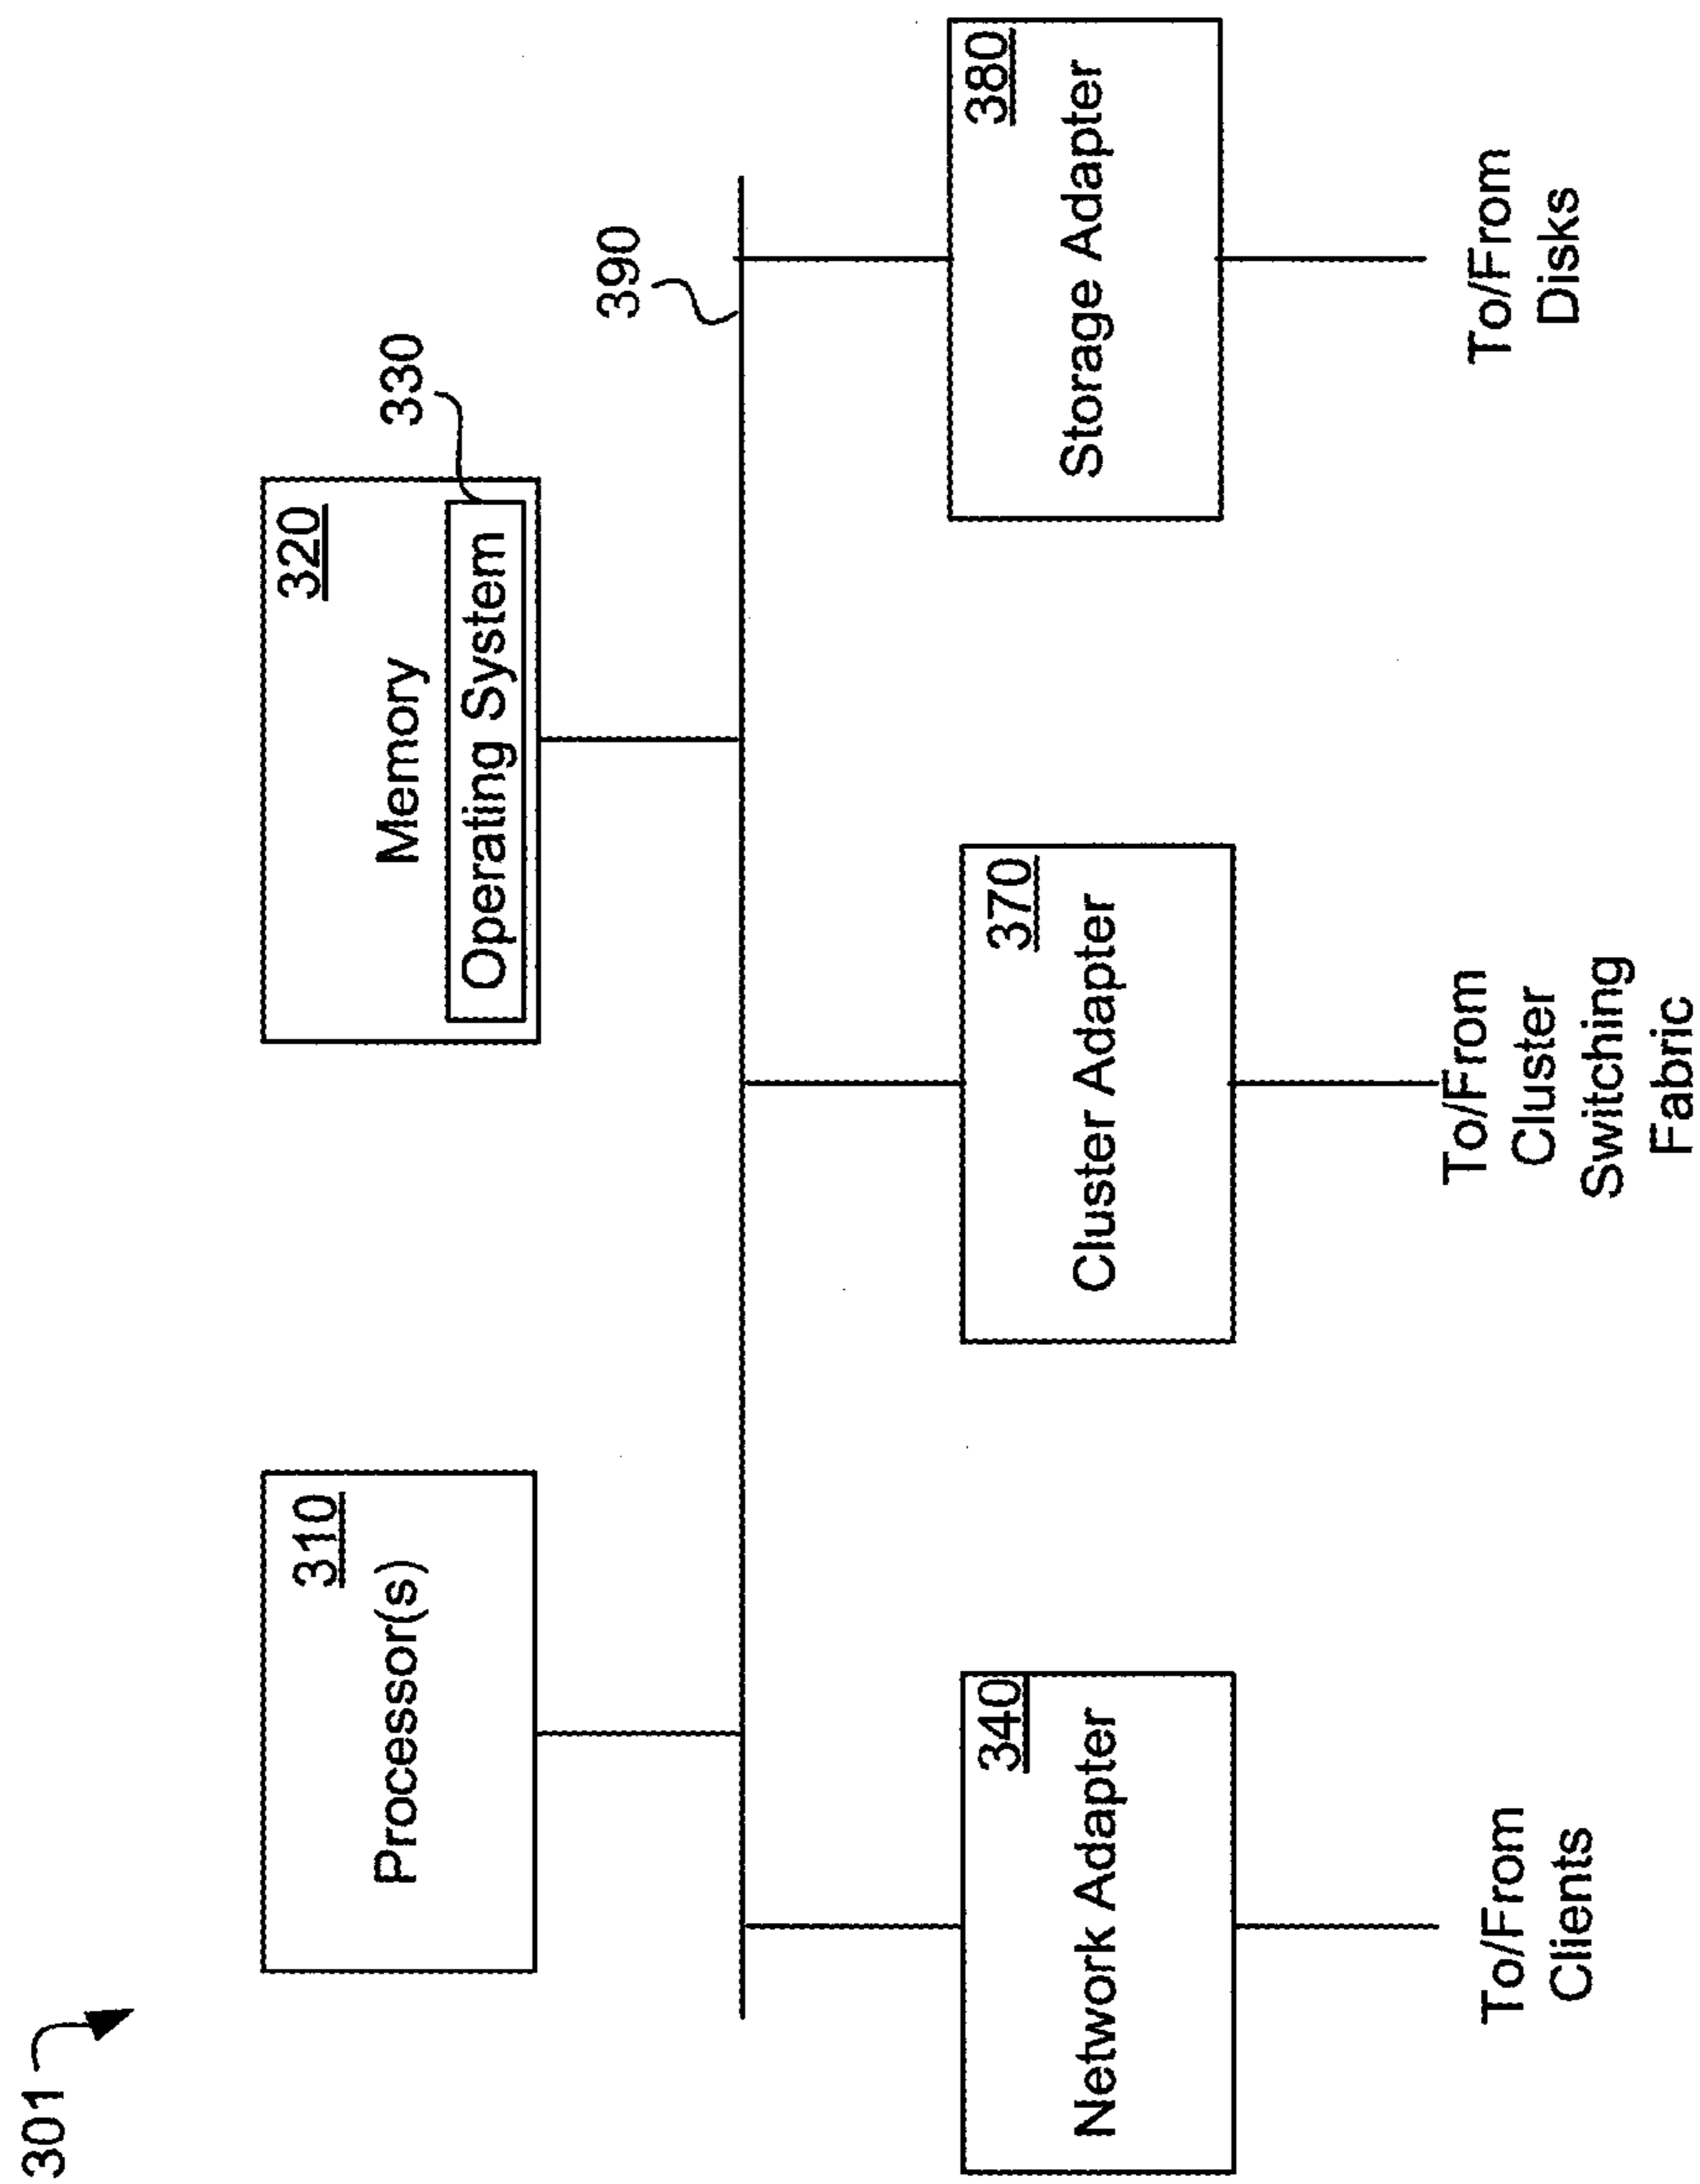 301
310
Processor(s)
320
Memory
Operating System
330
390
340
Network Adapter
370
Cluster Adapter
380
Storage Adapter
To/From
Clients
To/From
Cluster
Switching
Fabric
To/From
Disks